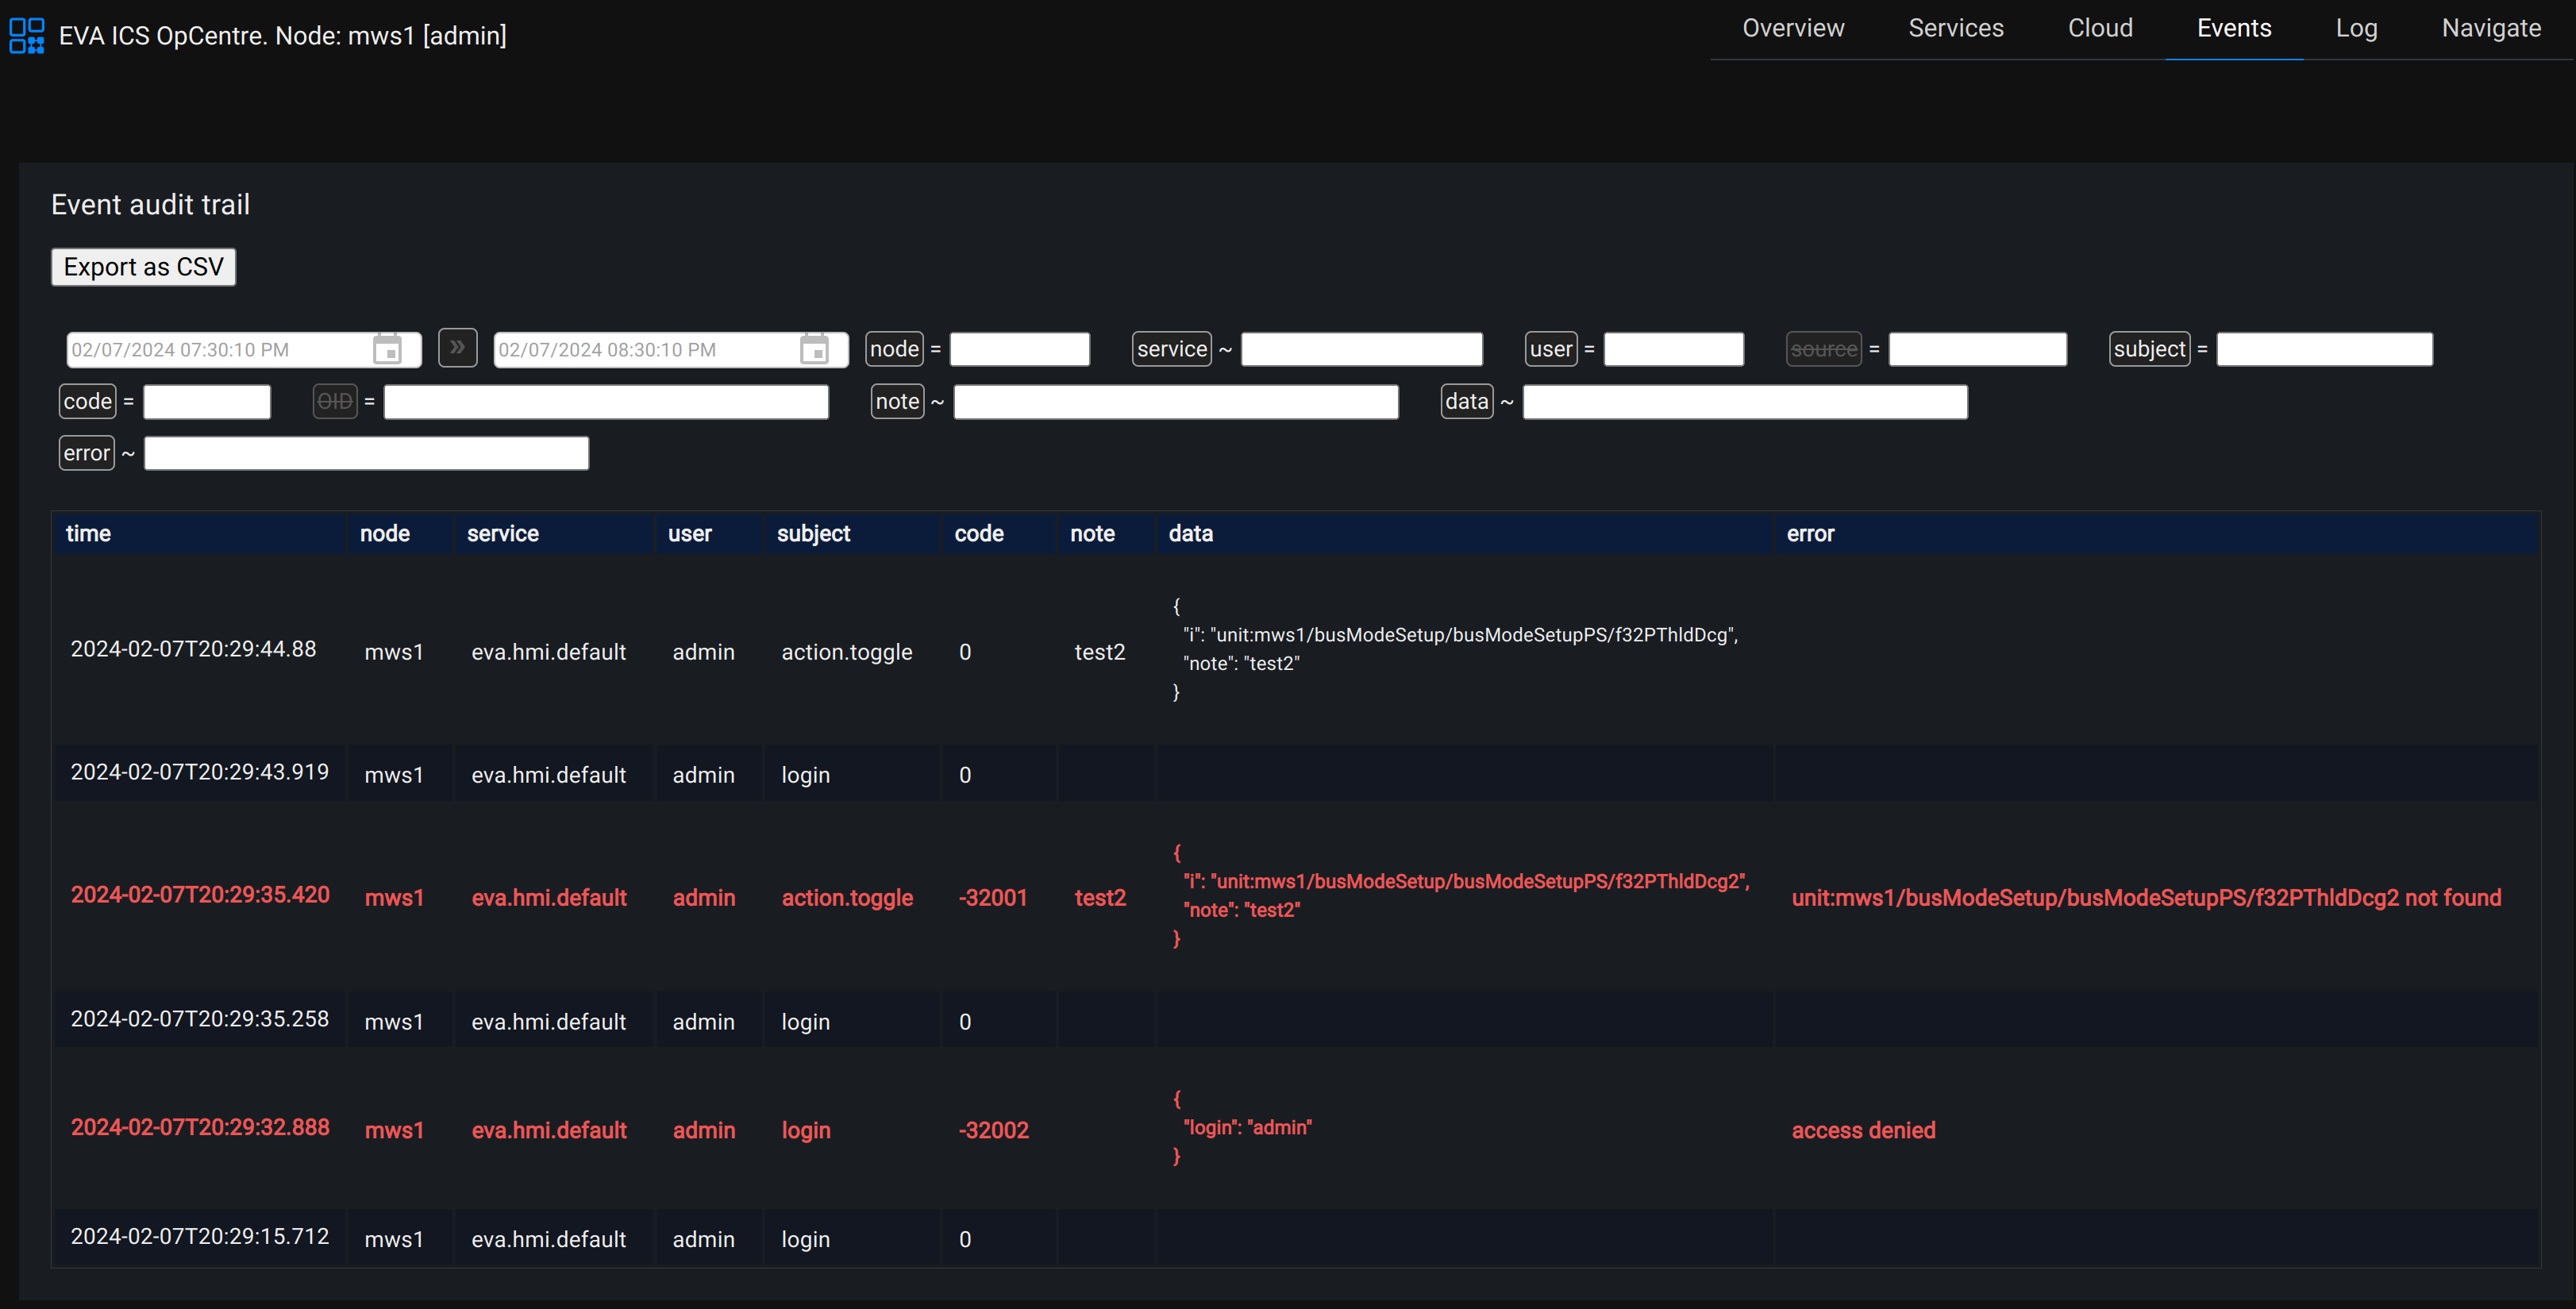 EVA ICS OpCentre. Node: mws1 [admin]
Overview Services Cloud Events Log Navigate
Event audit trail
Export as CSV
02/07/2024 07:30:10 PM » 02/07/2024 08:30:10 PM node = service ~ user = source = subject =
code = OID = note ~ data ~
error ~
time node service user subject code note data error
{
"i": "unit:mws1/busModeSetup/busModeSetupPS/f32PThldDcg",
2024-02-07T20:29:44.88 mws1 eva.hmi.default admin action.toggle 0 test2
"note": "test2"
}
2024-02-07T20:29:43.919 mws1 eva.hmi.default admin login 0
{
"i": "unit:mws1/busModeSetup/busModeSetupPS/f32PThldDcg2",
2024-02-07T20:29:35.420 mws1 eva.hmi.default admin action.toggle -32001 test2 unit:mws1/busModeSetup/busModeSetupPS/f32PThldDcg2 not found
"note": "test2"
}
2024-02-07T20:29:35.258 mws1 eva.hmi.default admin login 0
{
2024-02-07T20:29:32.888 mws1 eva.hmi.default admin login -32002 "login": "admin" access denied
}
2024-02-07T20:29:15.712 mws1 eva.hmi.default admin login 0